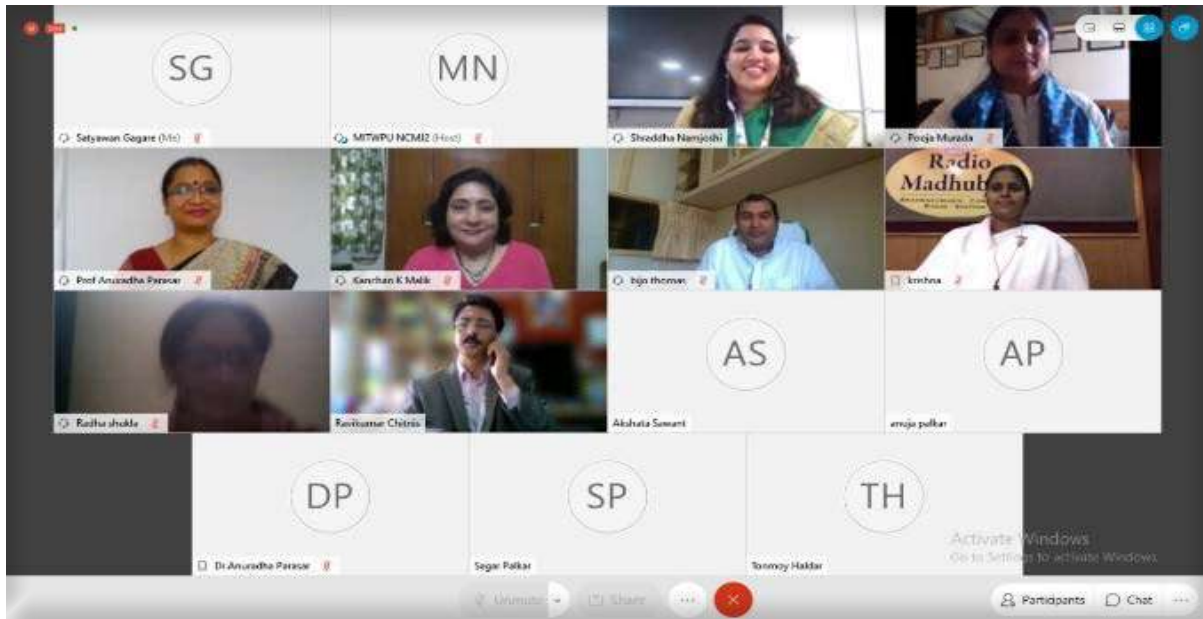 SG
MN
Satyawan Gagare (Me)
MITWPU NCMJ2 (Host)
Shraddha Namjoshi
Pooja Murada
Radio
Madhub
Prof Anuradha Parasar
Kanchan K Malik
bijo thomas
krishna
AS
AP
Radha shukla
Ravikumar Chitnis
Akshata Sawant
anuja palkar
DP
SP
TH
Activate Windows
Go to Settings to activate Windows.
Dr.Anuradha Parasar
Sagar Palkar
Tonmoy Haldar
Unmute
Share
Participants
Chat